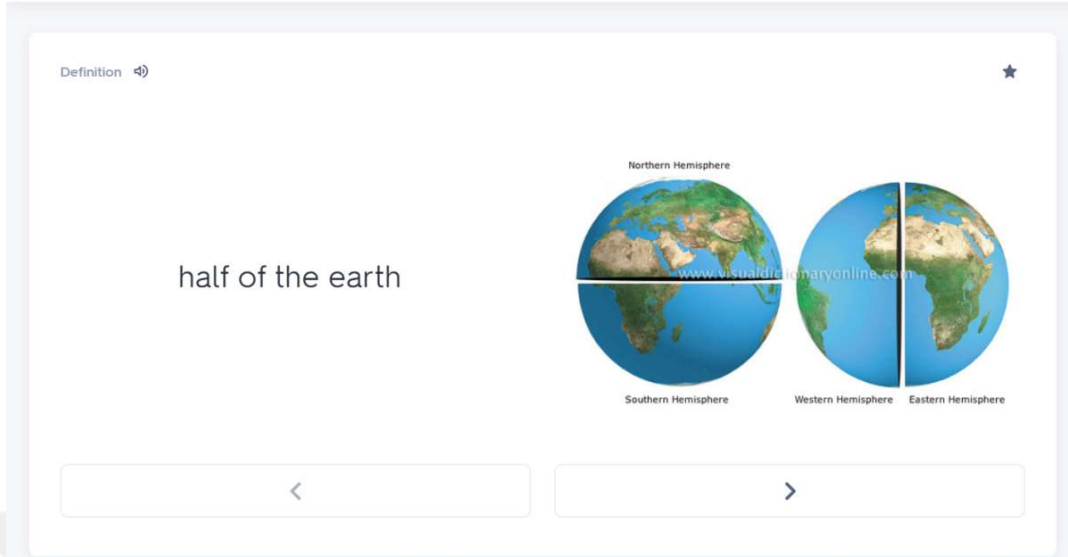 Definition
half of the earth
Northern Hemisphere
www.visualdictionaryonline.com
Southern Hemisphere
Western Hemisphere
Eastern Hemisphere